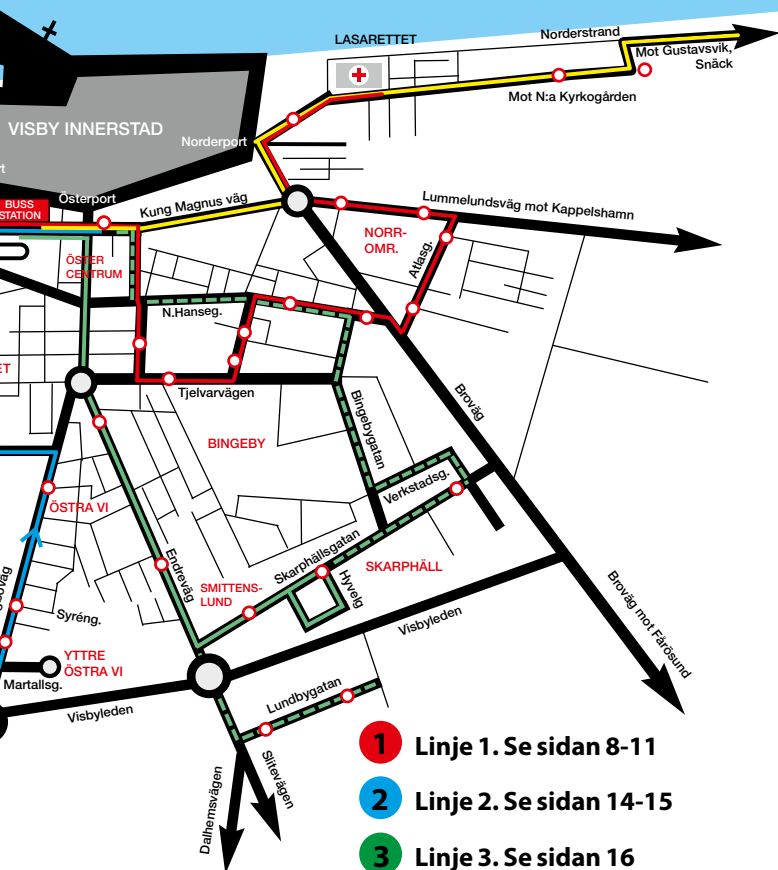 LASARETTET
Norderstrand
Mot Gustavsvik,
Snäck
Mot N:a Kyrkogården
VISBY INNERSTAD
Norderport
Österport
BUSS
STATION
Kung Magnus väg
Lummelundsväg mot Kappelshamn
NORR-
OMR.
Atlasg.
ÖSTER
CENTRUM
N.Hanseg.
Tjelvarvägen
Broväg
Bingebygatan
BINGEBY
Verkstadsg.
ÖSTRA VI
Skarphällsgatan
SKARPHÄLL
Endreväg
SMITTENS-
LUND
Hyvelg
Syréng.
Visbyleden
Broväg mot Fårösund
YTTRE
ÖSTRA VI
Martallsg.
Visbyleden
Lundbygatan
Slitevägen
Dalhemsvägen
1 Linje 1. Se sidan 8-11
2 Linje 2. Se sidan 14-15
3 Linje 3. Se sidan 16